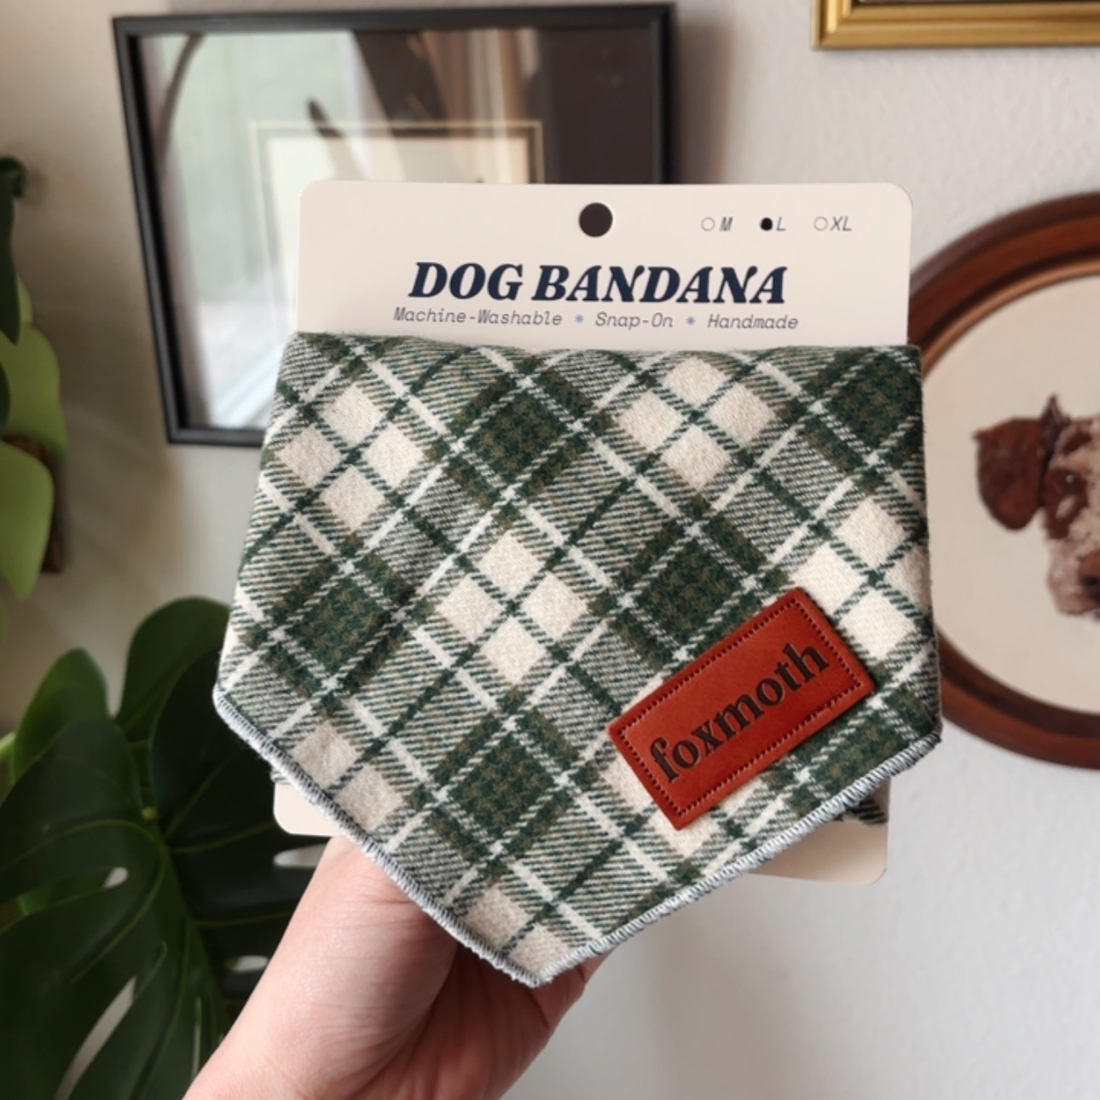 M L XL
DOG BANDANA
Machine-Washable * Snap-On * Handmade
foxmoth